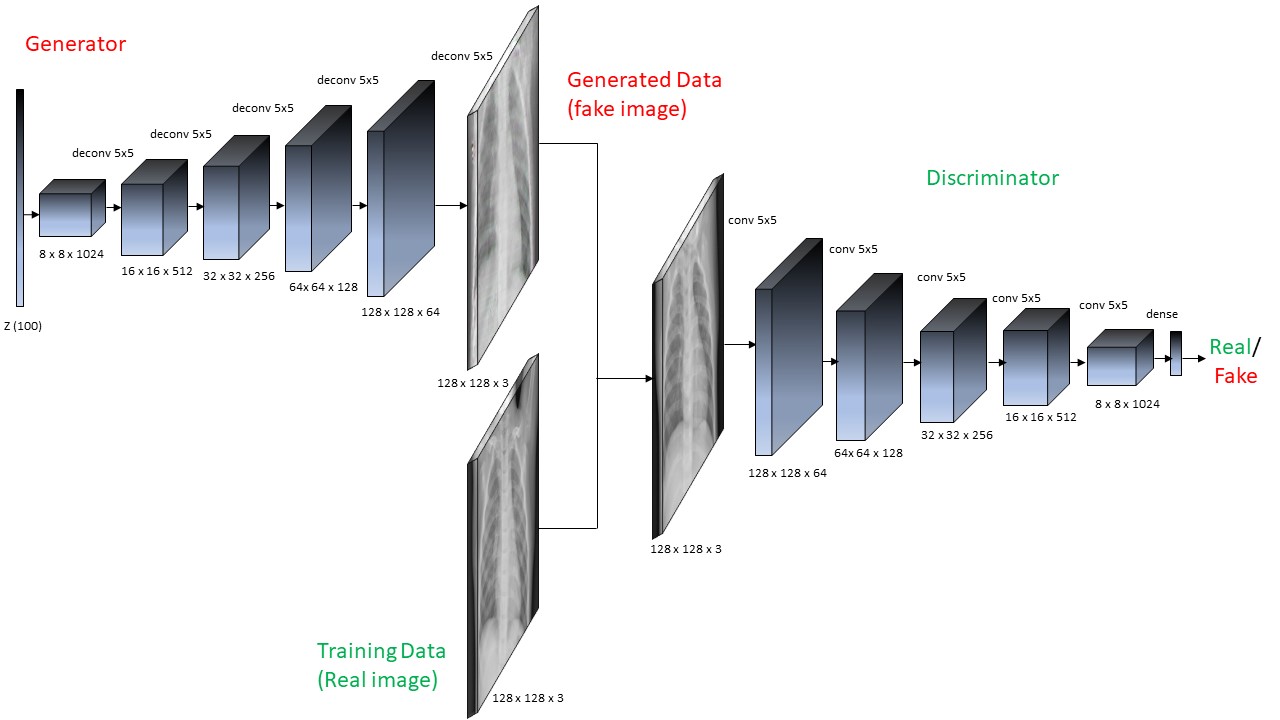 Generator
deconv 5x5
deconv 5x5
deconv 5x5
deconv 5x5
deconv 5x5
Z (100)
8 x 8 x 1024
16 x 16 x 512
32 x 32 x 256
64x 64 x 128
128 x 128 x 64
128 x 128 x 3
Generated Data
(fake image)
Training Data
(Real image)
128 x 128 x 3
Discriminator
128 x 128 x 3
conv 5x5
conv 5x5
conv 5x5
conv 5x5
conv 5x5
dense
128 x 128 x 64
64x 64 x 128
32 x 32 x 256
16 x 16 x 512
8 x 8 x 1024
Real/
Fake